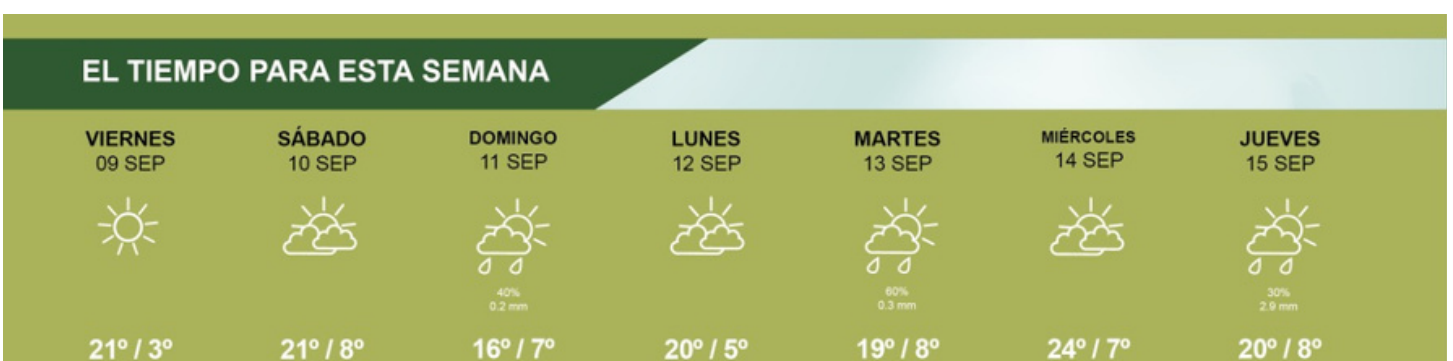 EL TIEMPO PARA ESTA SEMANA
VIERNES
09 SEP
21º / 3º
SÁBADO
10 SEP
21º / 8º
DOMINGO
11 SEP
40%
0.2 mm
16º / 7º
LUNES
12 SEP
20º / 5º
MARTES
13 SEP
60%
0.3 mm
19º / 8º
MIÉRCOLES
14 SEP
24º / 7º
JUEVES
15 SEP
30%
2.9 mm
20º / 8º